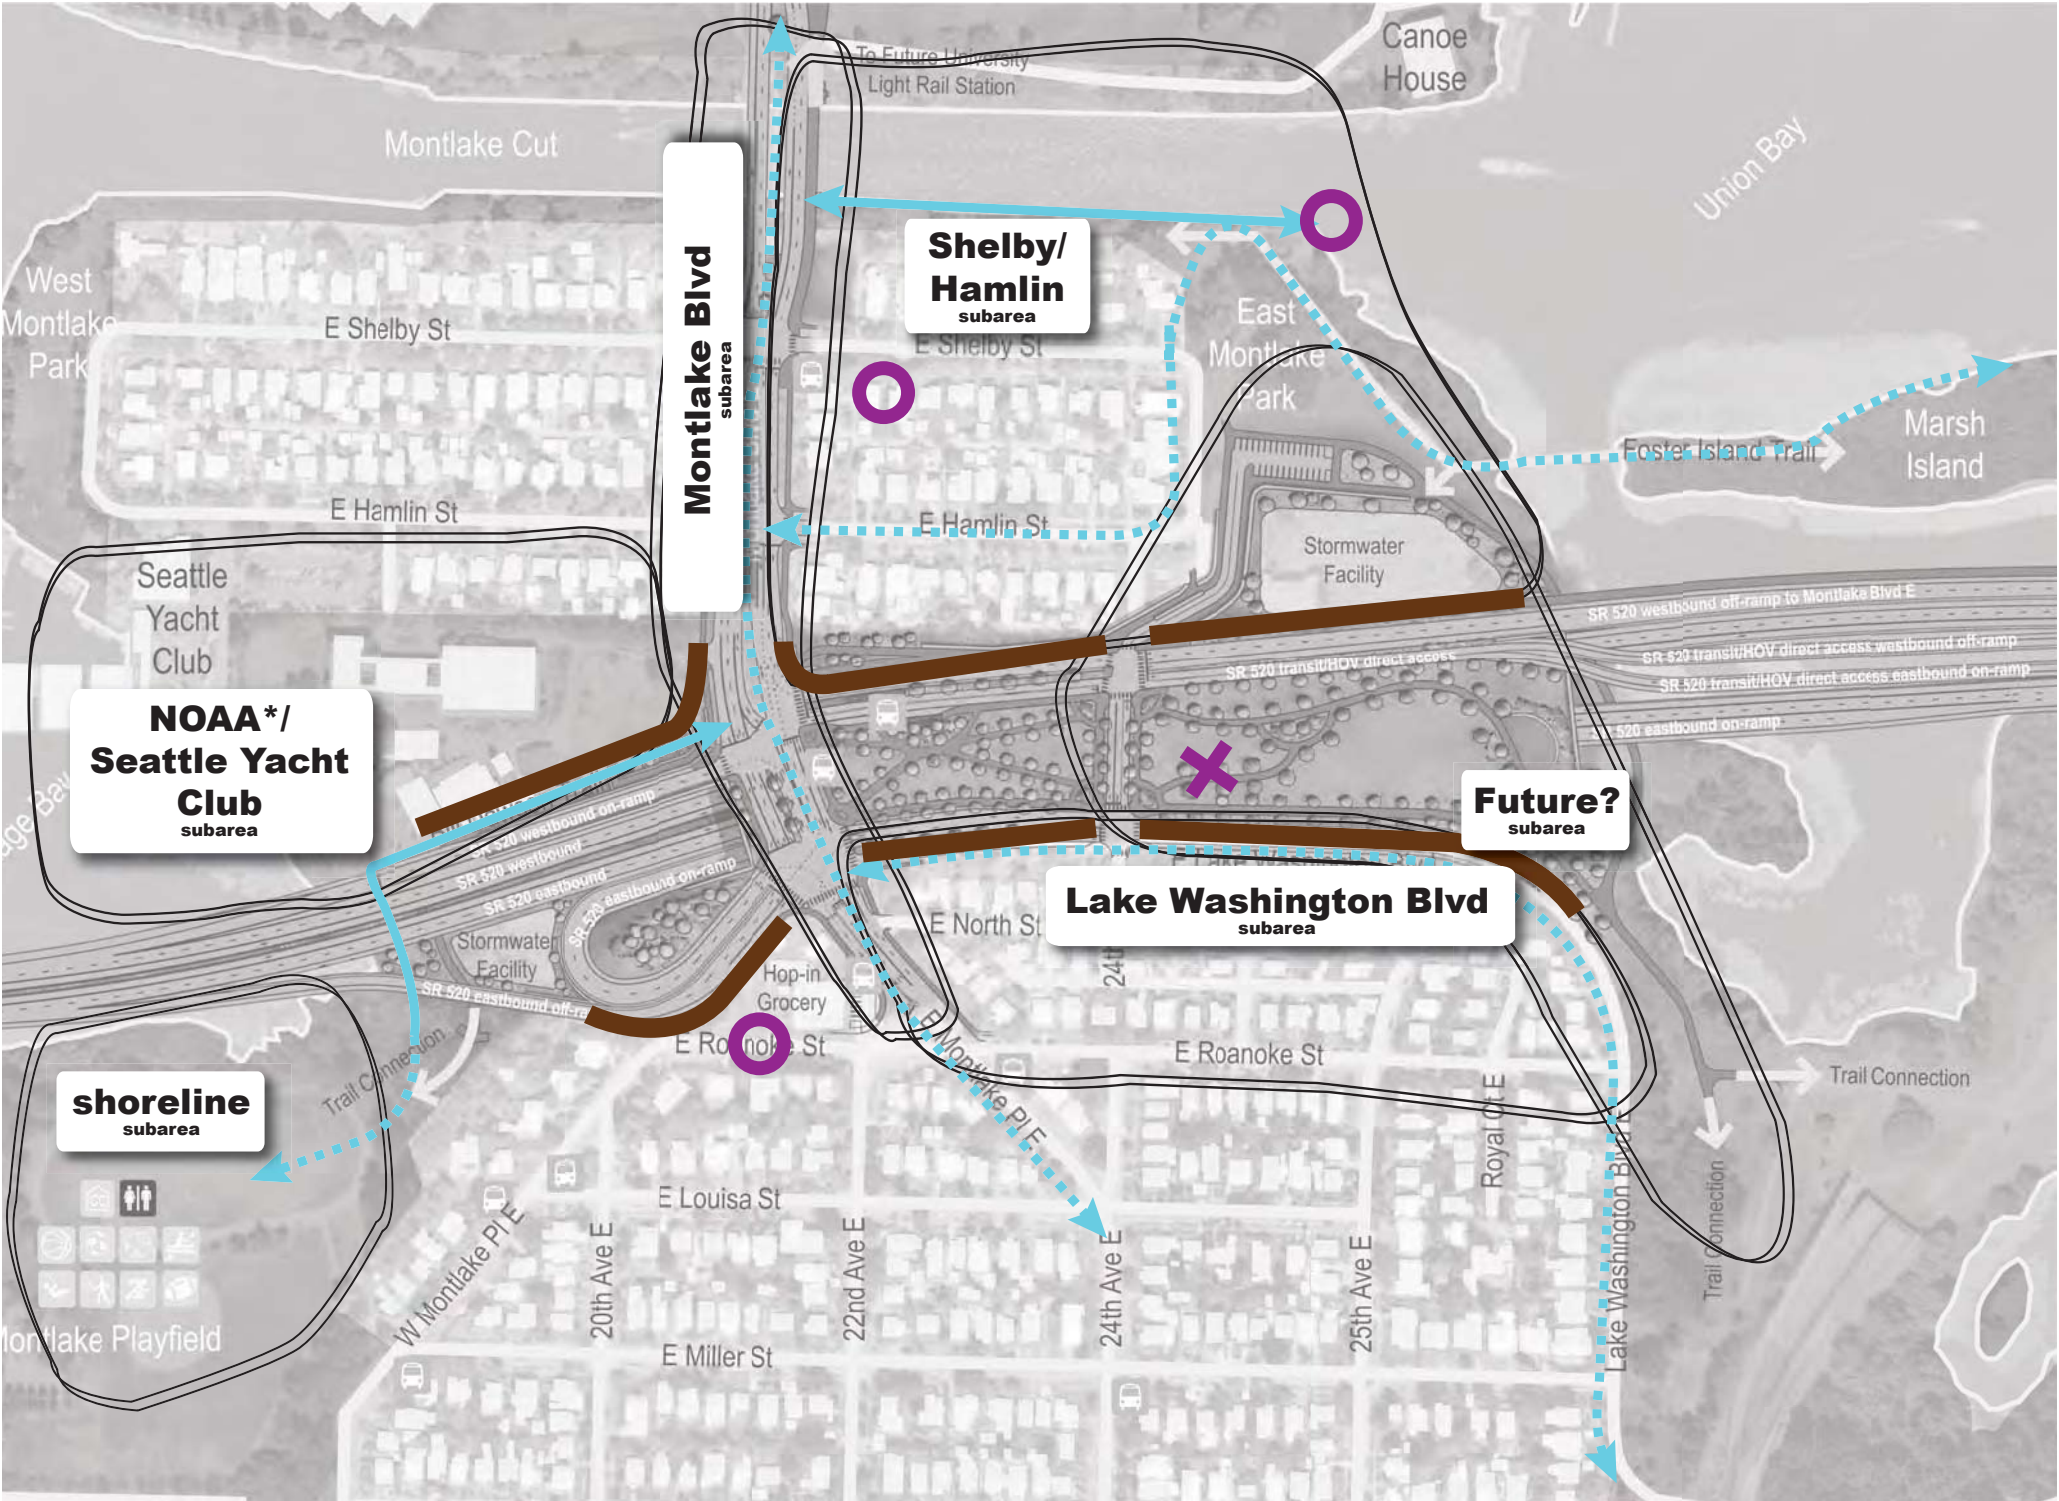 Canoe
House
To Future University
Light Rail Station
Montlake Cut
Union Bay
West
Montlake
Park
E Shelby St
Montlake Blvd
subarea
Shelby/
Hamlin
subarea
E Shelby St
East
Montlake
Park
Marsh
Island
Foster Island Trail
E Hamlin St
E Hamlin St
Stormwater
Facility
Seattle
Yacht
Club
SR 520 westbound off-ramp to Montlake Blvd E
SR 520 transit/HOV direct access westbound off-ramp
SR 520 transit/HOV direct access
SR 520 transit/HOV direct access eastbound on-ramp
SR 520 eastbound on-ramp
NOAA*/
Seattle Yacht
Club
subarea
SR 520 westbound on-ramp
SR 520 westbound
SR 520 eastbound
SR 520 eastbound on-ramp
Future?
subarea
Lake Washington Blvd
subarea
E North St
24th
Stormwater
Facility
Hop-in
Grocery
SR 520 eastbound off-ra
E Roanoke St
E Roanoke St
E Montlake Pl E
Trail Connection
Trail Connection
shoreline
subarea
Royal Ct E
Lake Washington Blvd E
Trail Connection
E Louisa St
W Montlake Pl E
20th Ave E
22nd Ave E
24th Ave E
25th Ave E
Montlake Playfield
E Miller St